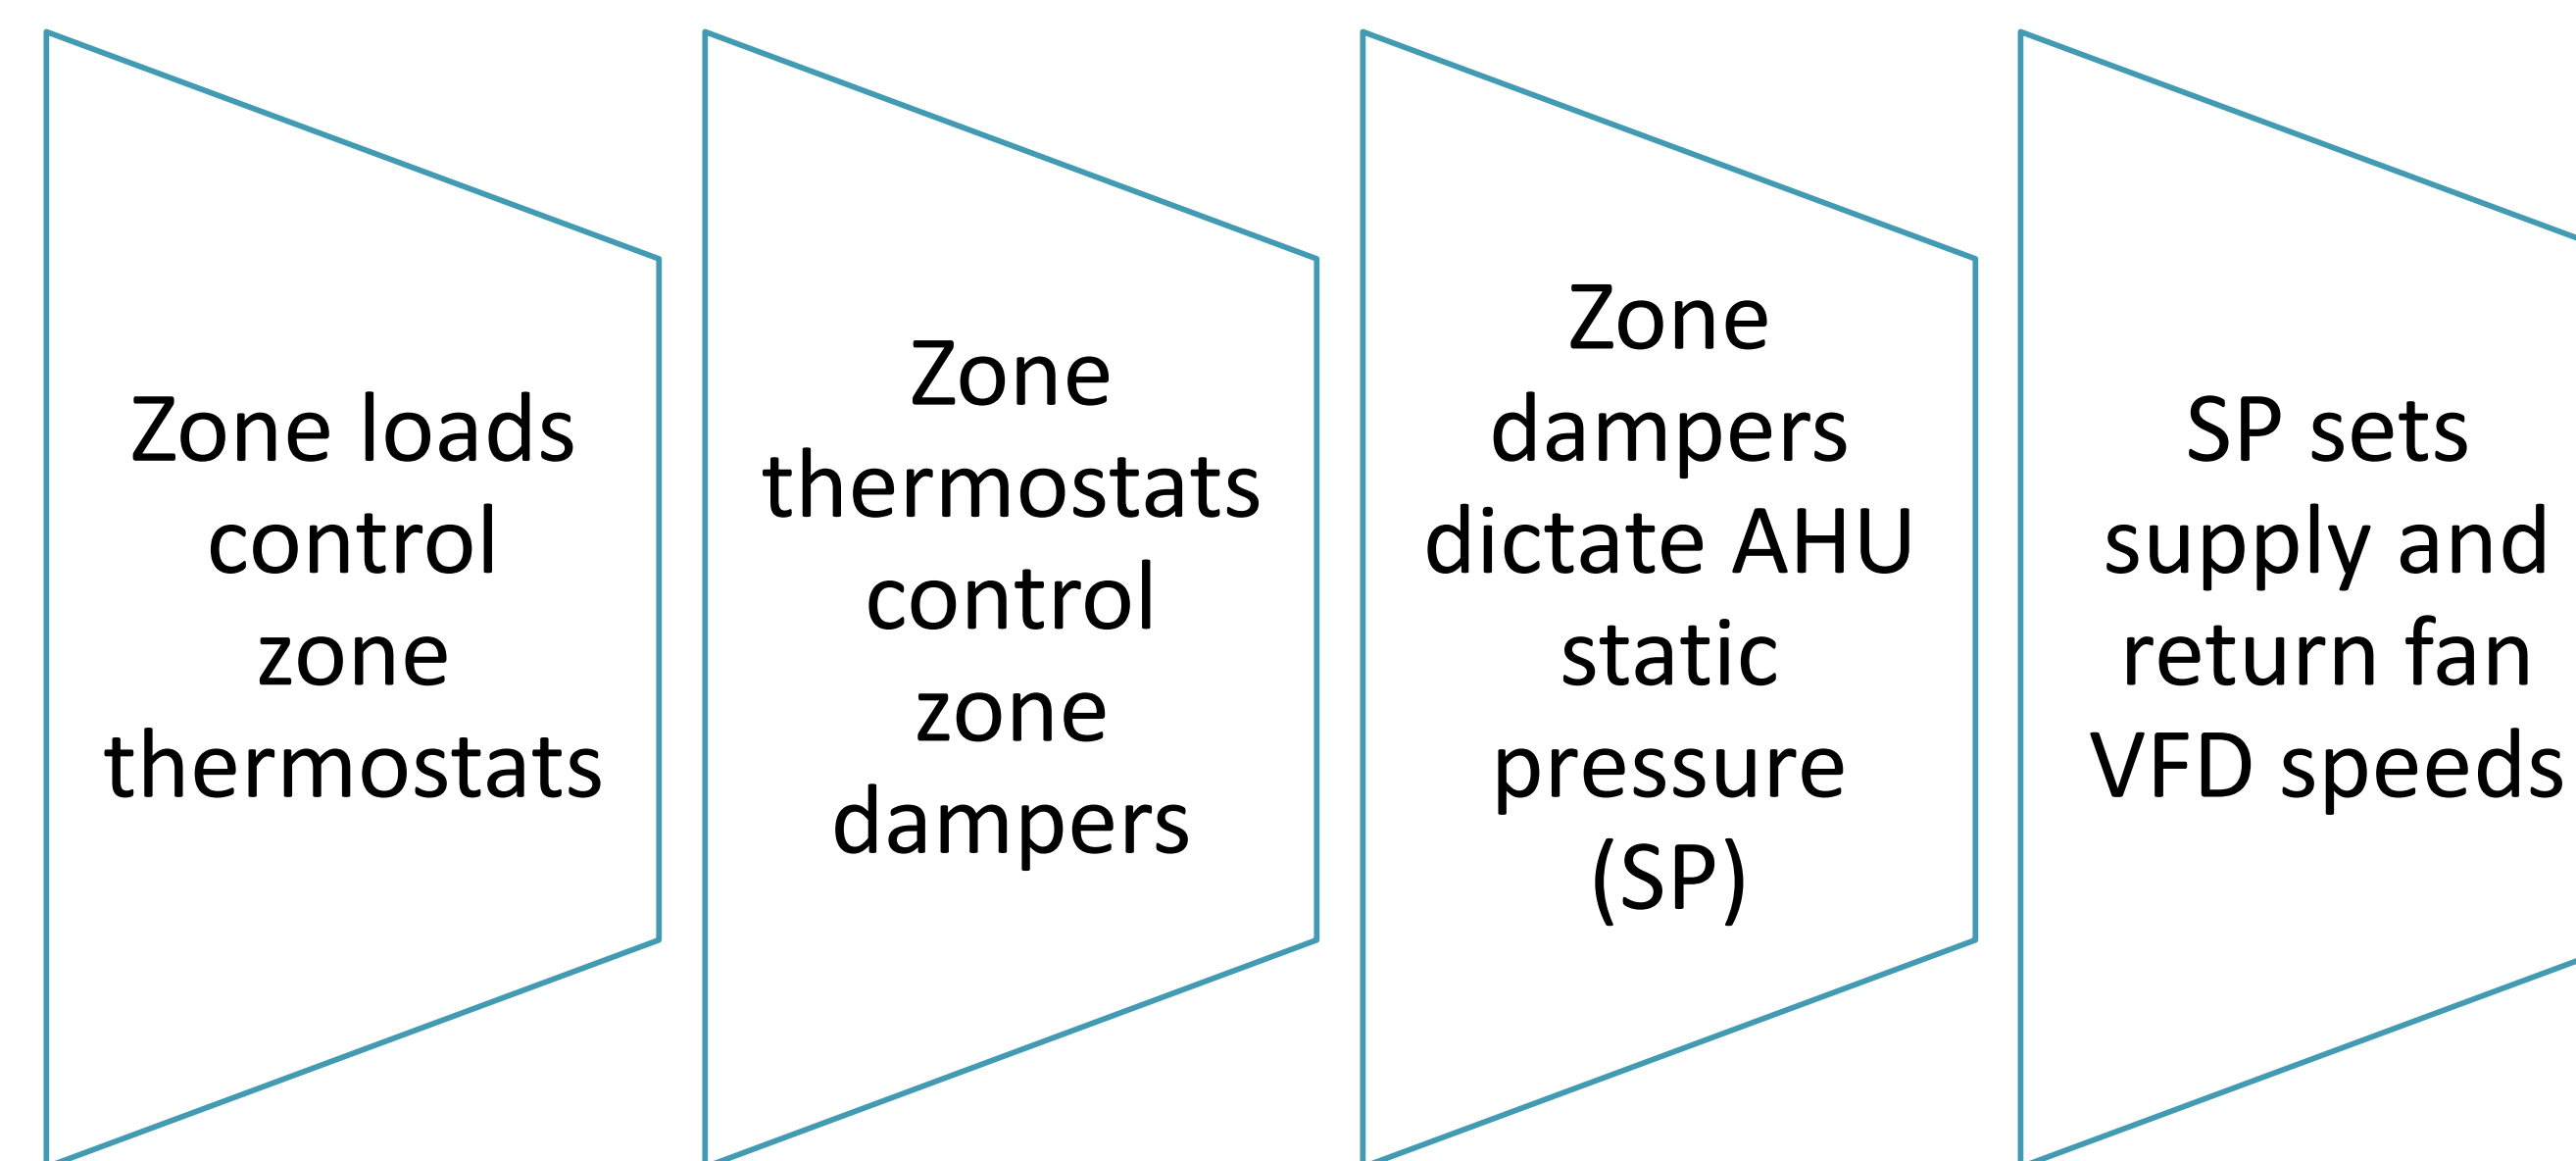 Zone loads
control
zone
thermostats
Zone
thermostats
control
zone
dampers
Zone
dampers
dictate AHU
static
pressure
(SP)
SP sets
supply and
return fan
VFD speeds